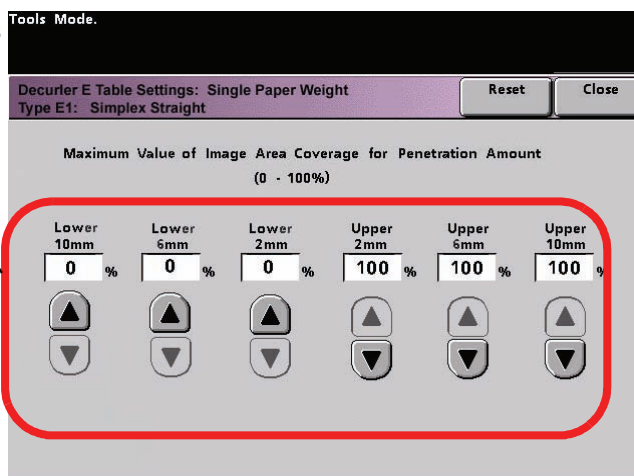 Tools Mode.
Decurler E Table Settings: Single Paper Weight
Type E1: Simplex Straight
Reset
Close
Maximum Value of Image Area Coverage for Penetration Amount
(0 - 100%)
Lower 10mm
Lower 6mm
Lower 2mm
Upper 2mm
Upper 6mm
Upper 10mm
0 %
0 %
0 %
100 %
100 %
100 %